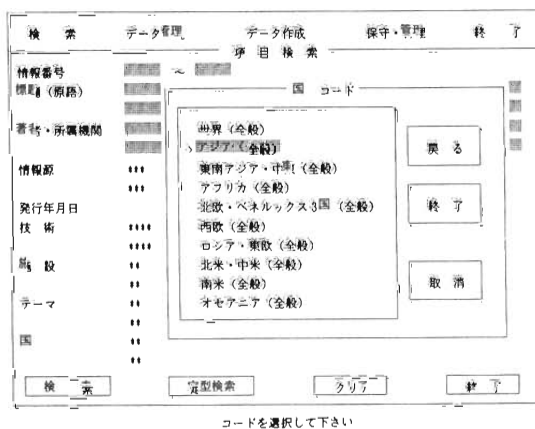 検 索 データ管理 データ作成 保守・管理 終 了
項 目 検 索
情報番号 ～
標題 (原語)
国 コード
著者・所属機関
世界 (全般)
アジア (全般)
戻 る
東南アジア・中東 (全般)
アフリカ (全般)
北欧・ベネルックス3国 (全般)
終 了
西欧 (全般)
ロシア・東欧 (全般)
北米・中米 (全般)
取 消
南米 (全般)
オセアニア (全般)
情報源 ***
***
発行年月日
技 術 ****
****
施 設 **
**
テーマ **
**
国 **
**
検 索 定型検索 クリア 終 了
コードを選択して下さい